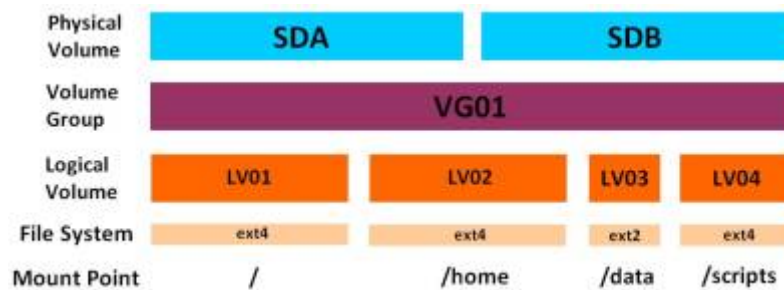 Physical Volume SDA SDB
Volume Group VG01
Logical Volume LV01 LV02 LV03 LV04
File System ext4 ext4 ext2 ext4
Mount Point / /home /data /scripts